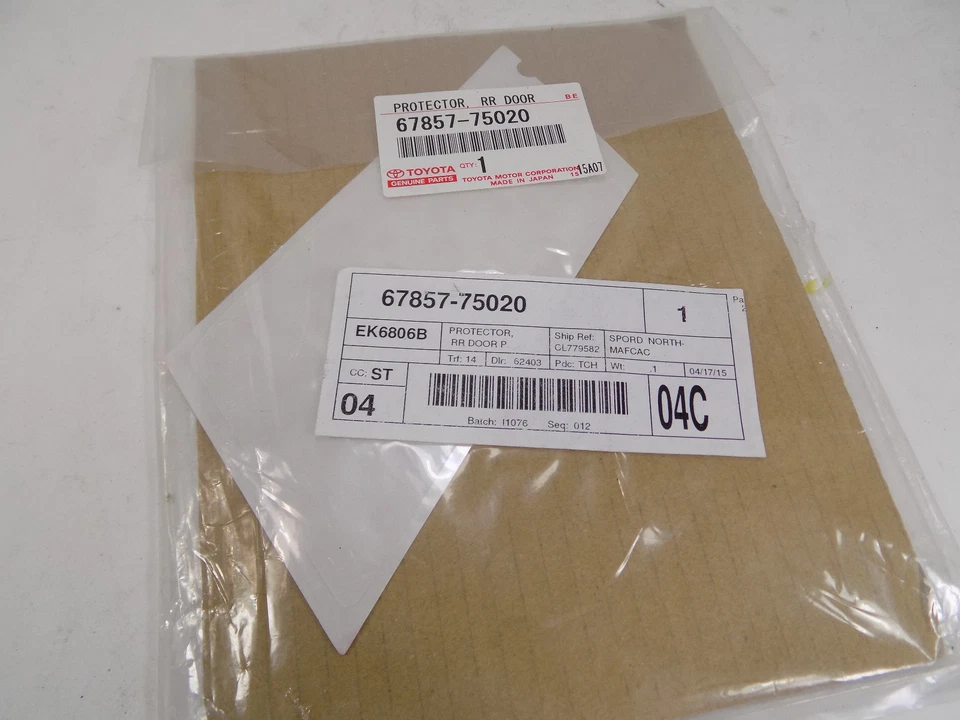 PROTECTOR, RR DOOR B.E
67857-75020
TOYOTA QTY: 1
GENUINE PARTS TOYOTA MOTOR CORPORATION 15A07
MADE IN JAPAN
67857-75020 1 Pa
EK6806B PROTECTOR, RR DOOR P Ship Ref: CL779582 SPORD NORTH-MAFCAC
Trf: 14 Dlr: 62403 Pdc: TCH Wt: .1 04/17/15
CC: ST
04 04C
Batch: I1076 Seq: 012